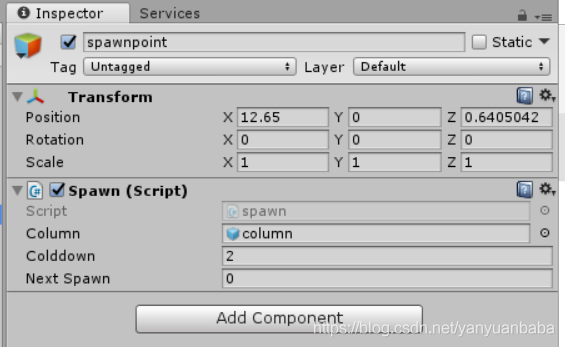 Inspector Services
spawnpoint Static
Tag Untagged Layer Default
Transform
Position X 12.65 Y 0 Z 0.6405042
Rotation X 0 Y 0 Z 0
Scale X 1 Y 1 Z 1
Spawn (Script)
Script spawn
Column column
Colddown 2
Next Spawn 0
Add Component
https://blog.csdn.net/yanyuanbaba